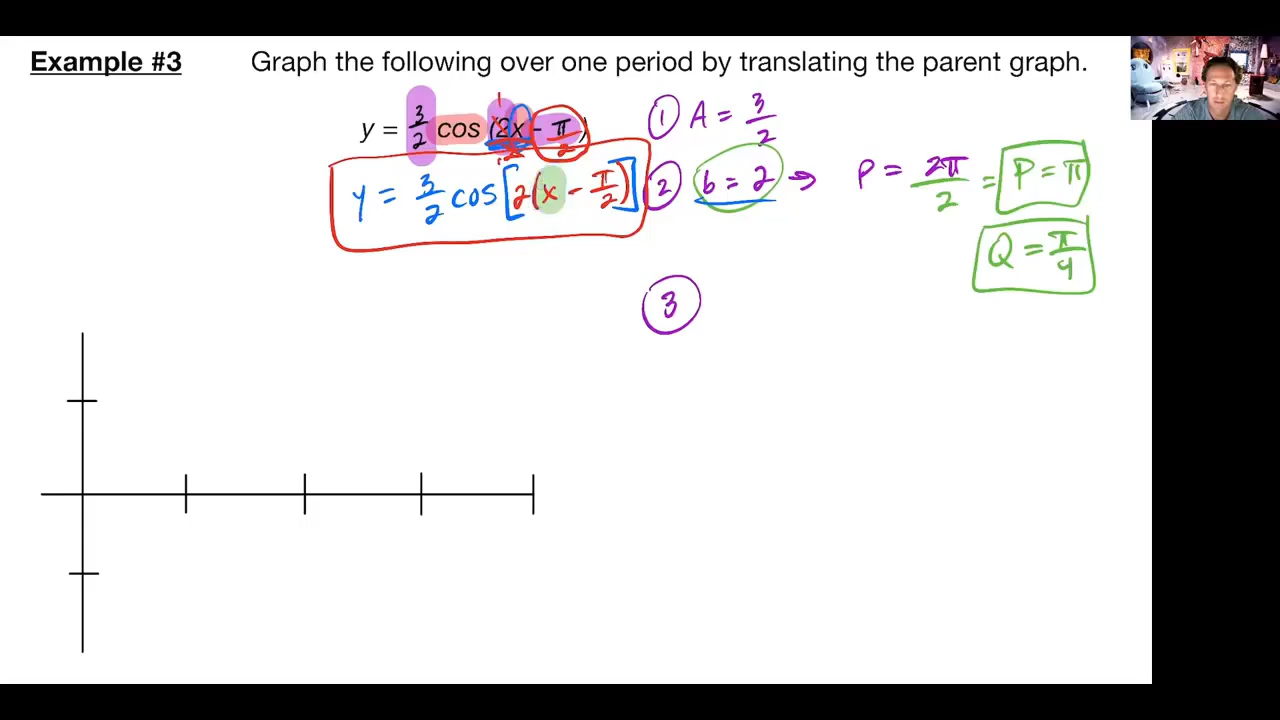 Example #3 Graph the following over one period by translating the parent graph.
y = 3/2 cos (2x/2 - π/2)
① A = 3/2
y = 3/2 cos [2(x - π/2)]
② b = 2 → P = 2π/2 = P = π
Q = π/4
③